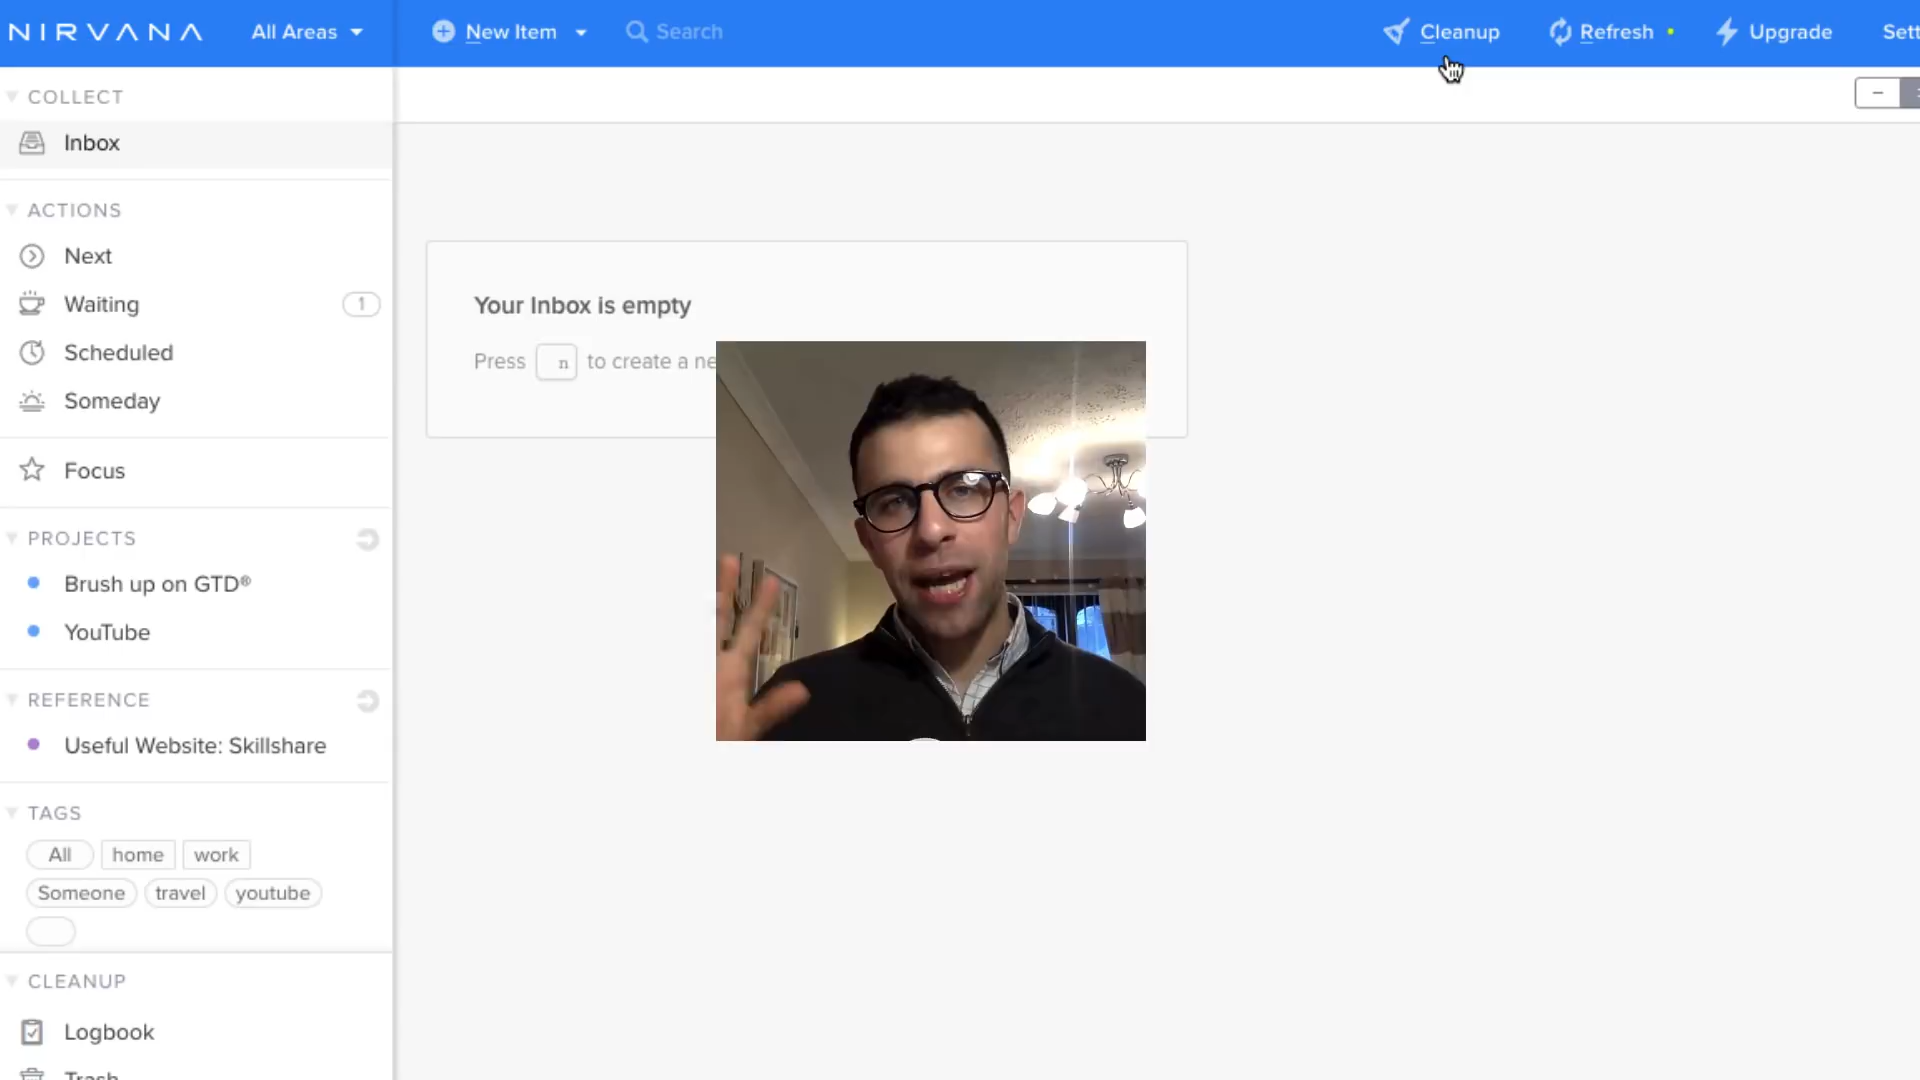 NIRVANA
All Areas
New Item
Search
Cleanup
Refresh
Upgrade
Sett
COLLECT
Inbox
ACTIONS
Next
Waiting
1
Scheduled
Someday
Focus
PROJECTS
Brush up on GTD®
YouTube
REFERENCE
Useful Website: Skillshare
TAGS
All
home
work
Someone
travel
youtube
CLEANUP
Logbook
Trash
Your Inbox is empty
Press n to create a ne